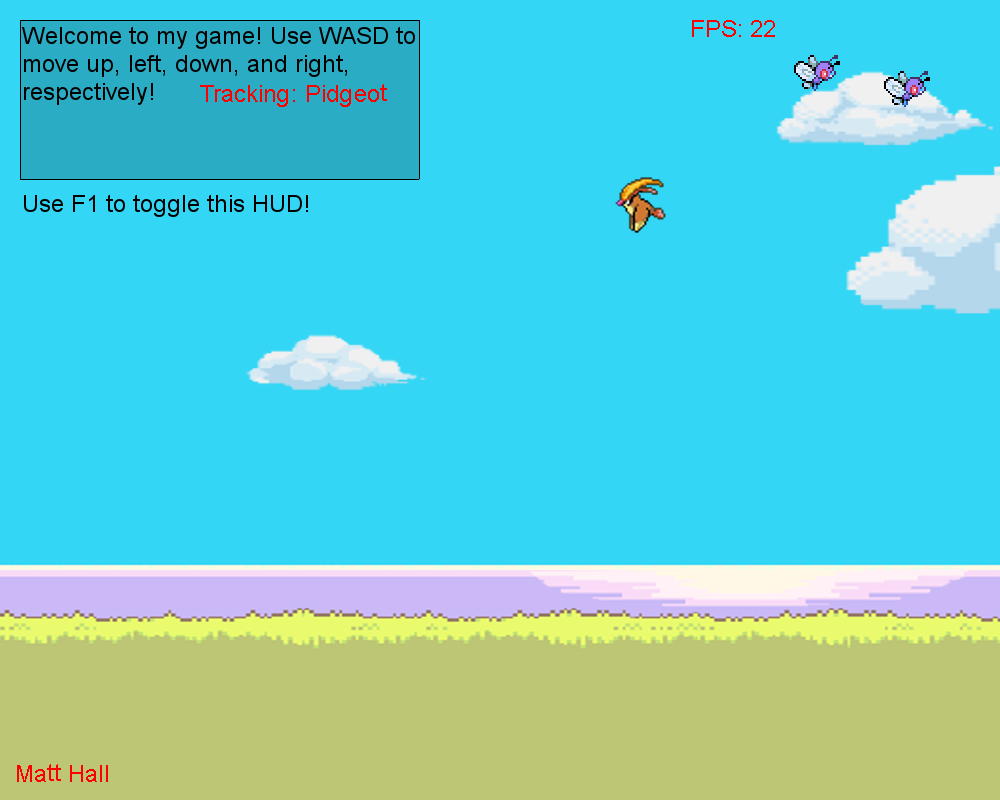 Welcome to my game! Use WASD to
move up, left, down, and right,
respectively!
Tracking: Pidgeot
Use F1 to toggle this HUD!
FPS: 22
Matt Hall